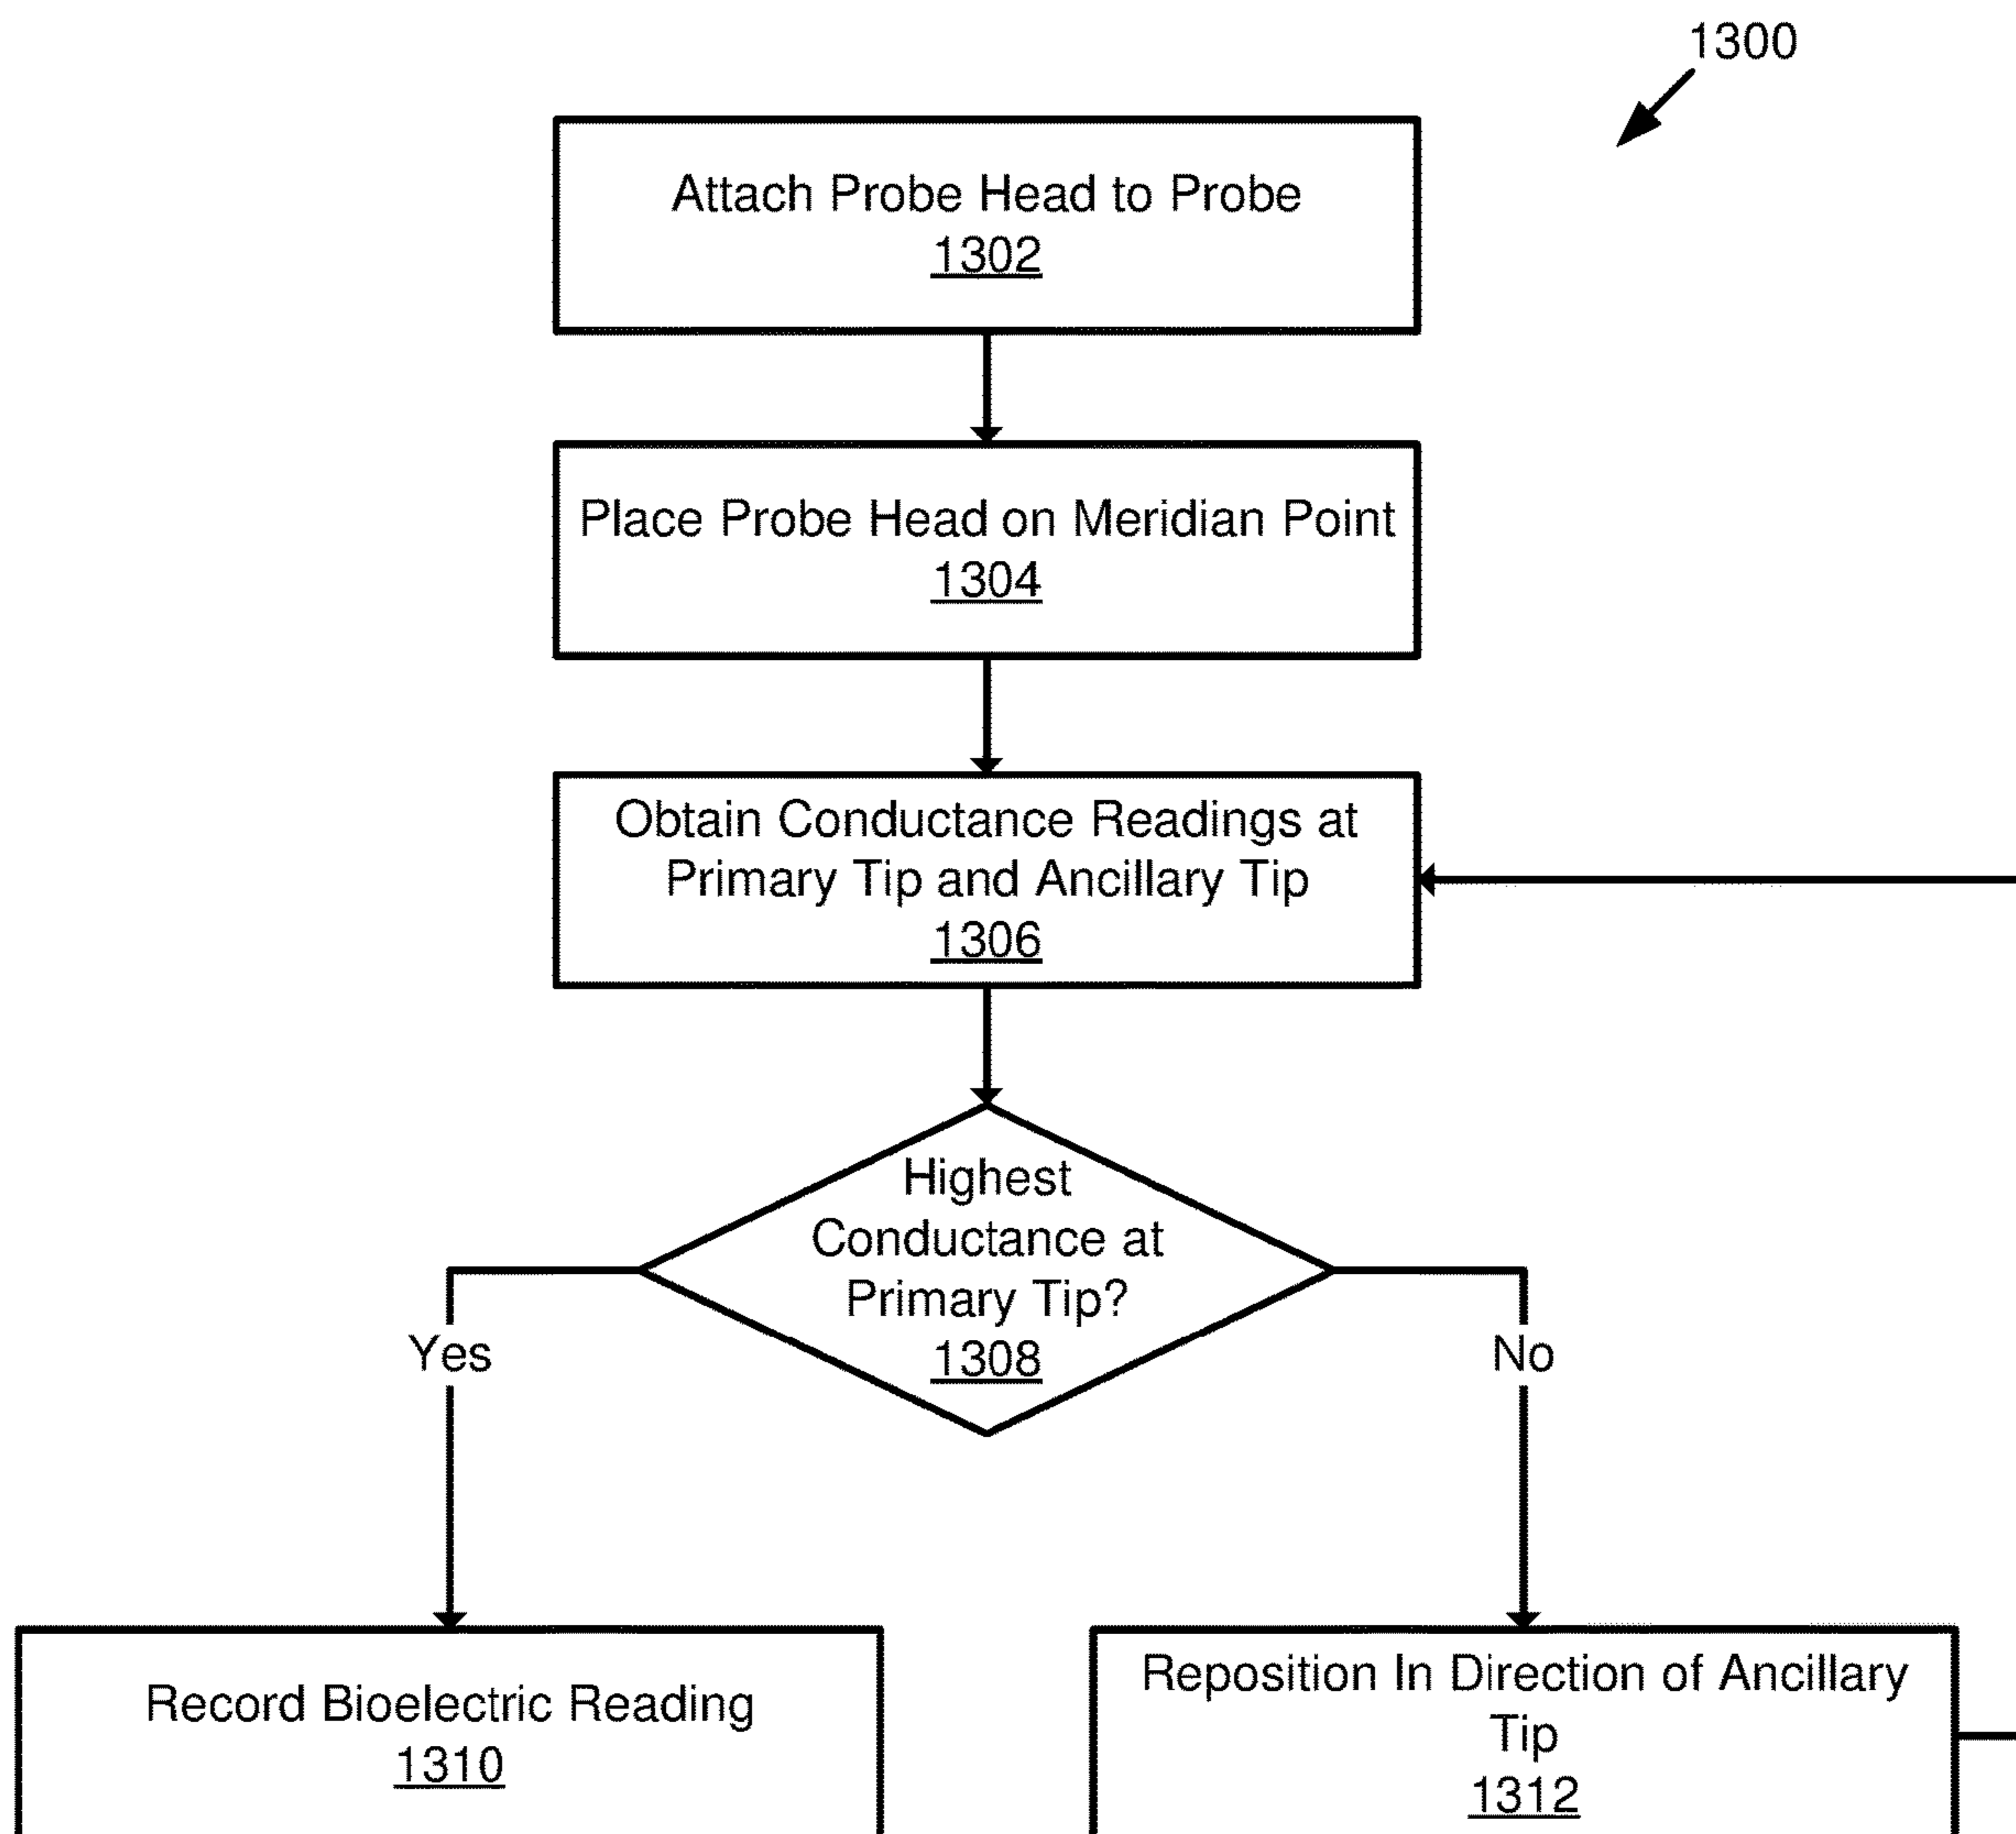 1300
Attach Probe Head to Probe
1302
Place Probe Head on Meridian Point
1304
Obtain Conductance Readings at
Primary Tip and Ancillary Tip
1306
Highest
Conductance at
Primary Tip?
1308
Yes
No
Record Bioelectric Reading
1310
Reposition In Direction of Ancillary
Tip
1312